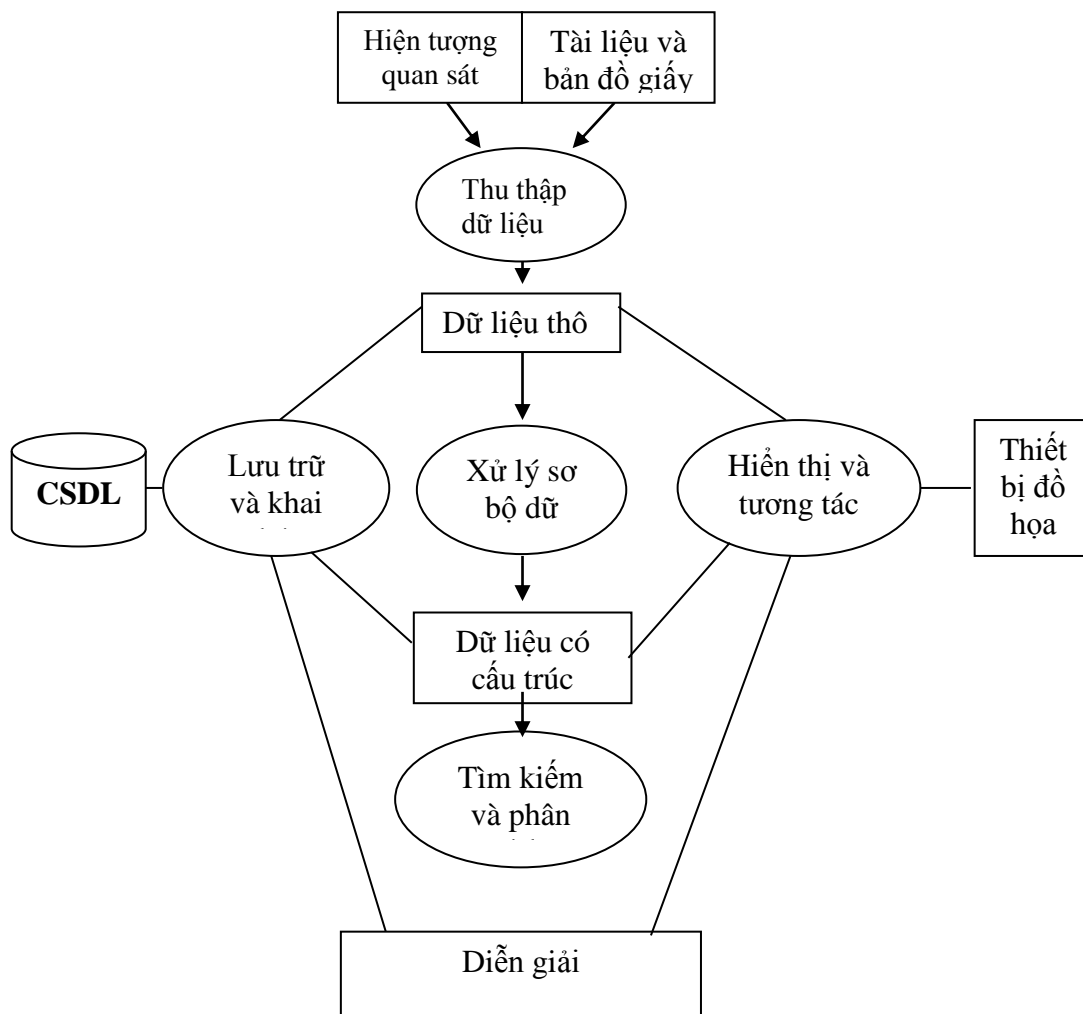 Hiện tượng
quan sát
Tài liệu và
bản đồ giấy
Thu thập
dữ liệu
Dữ liệu thô
CSDL
Lưu trữ
và khai
Xử lý sơ
bộ dữ
Hiển thị và
tương tác
Thiết
bị đồ
họa
Dữ liệu có
cấu trúc
Tìm kiếm
và phân
Diễn giải